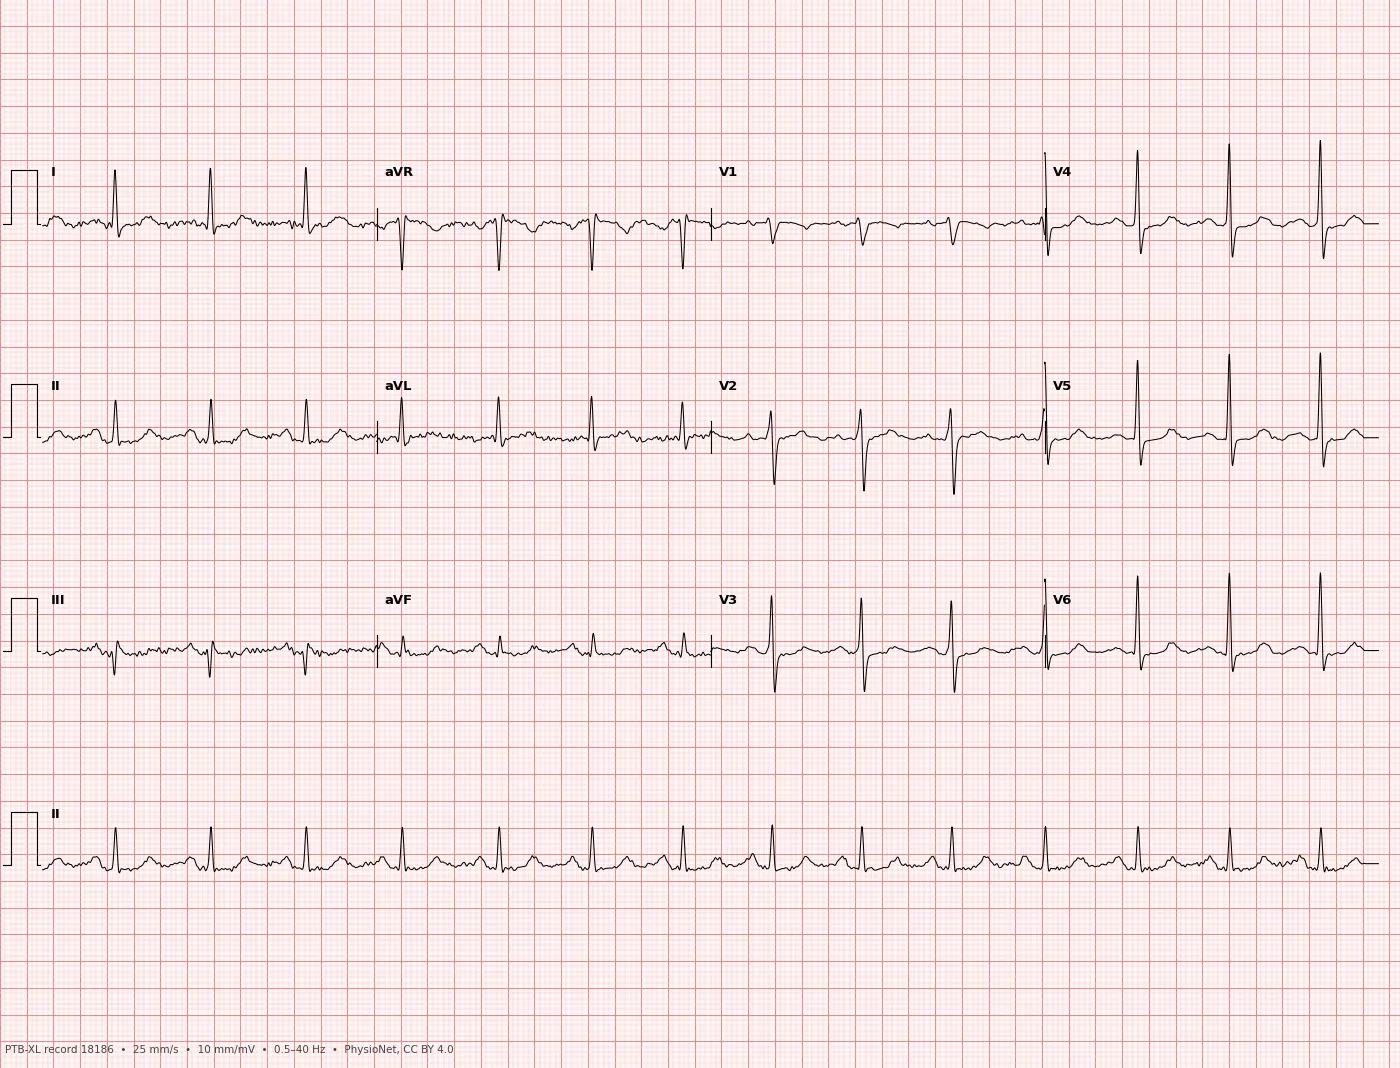 I aVR V1 V4
II aVL V2 V5
III aVF V3 V6
II
PTB-XL record 18186 • 25 mm/s • 10 mm/mV • 0.5–40 Hz • PhysioNet, CC BY 4.0